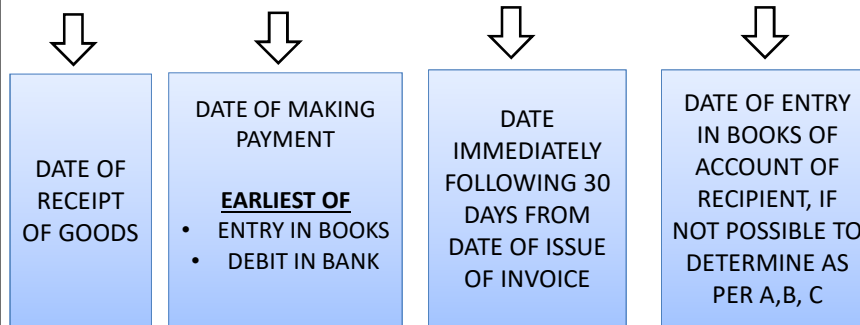 DATE OF
RECEIPT
OF GOODS
DATE OF MAKING
PAYMENT
EARLIEST OF
• ENTRY IN BOOKS
• DEBIT IN BANK
DATE
IMMEDIATELY
FOLLOWING 30
DAYS FROM
DATE OF ISSUE
OF INVOICE
DATE OF ENTRY
IN BOOKS OF
ACCOUNT OF
RECIPIENT, IF
NOT POSSIBLE TO
DETERMINE AS
PER A,B, C